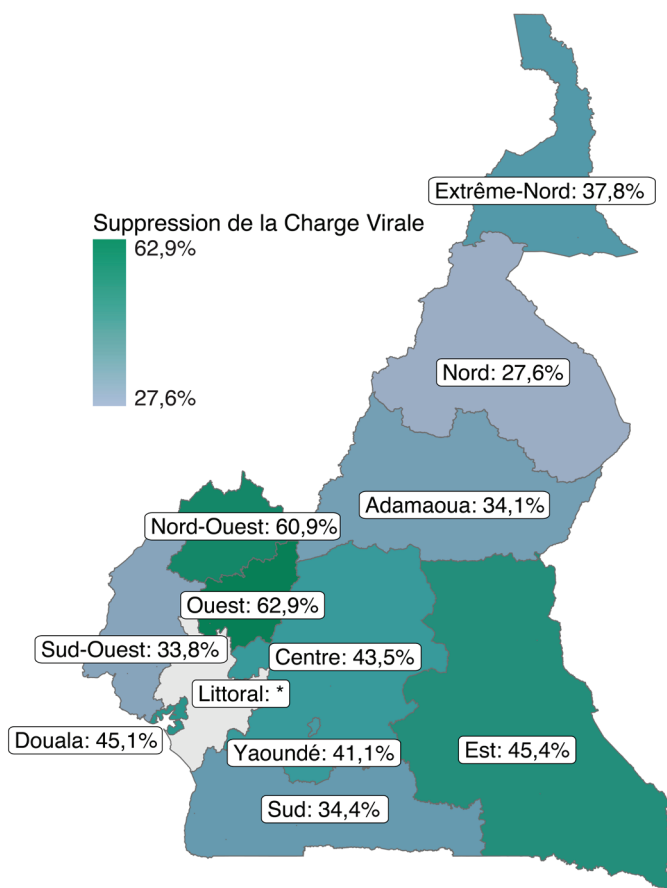 Extrême-Nord: 37,8%
Suppression de la Charge Virale
62,9%
27,6%
Nord: 27,6%
Adamaoua: 34,1%
Nord-Ouest: 60,9%
Ouest: 62,9%
Sud-Ouest: 33,8%
Centre: 43,5%
Littoral: *
Douala: 45,1%
Yaoundé: 41,1%
Est: 45,4%
Sud: 34,4%